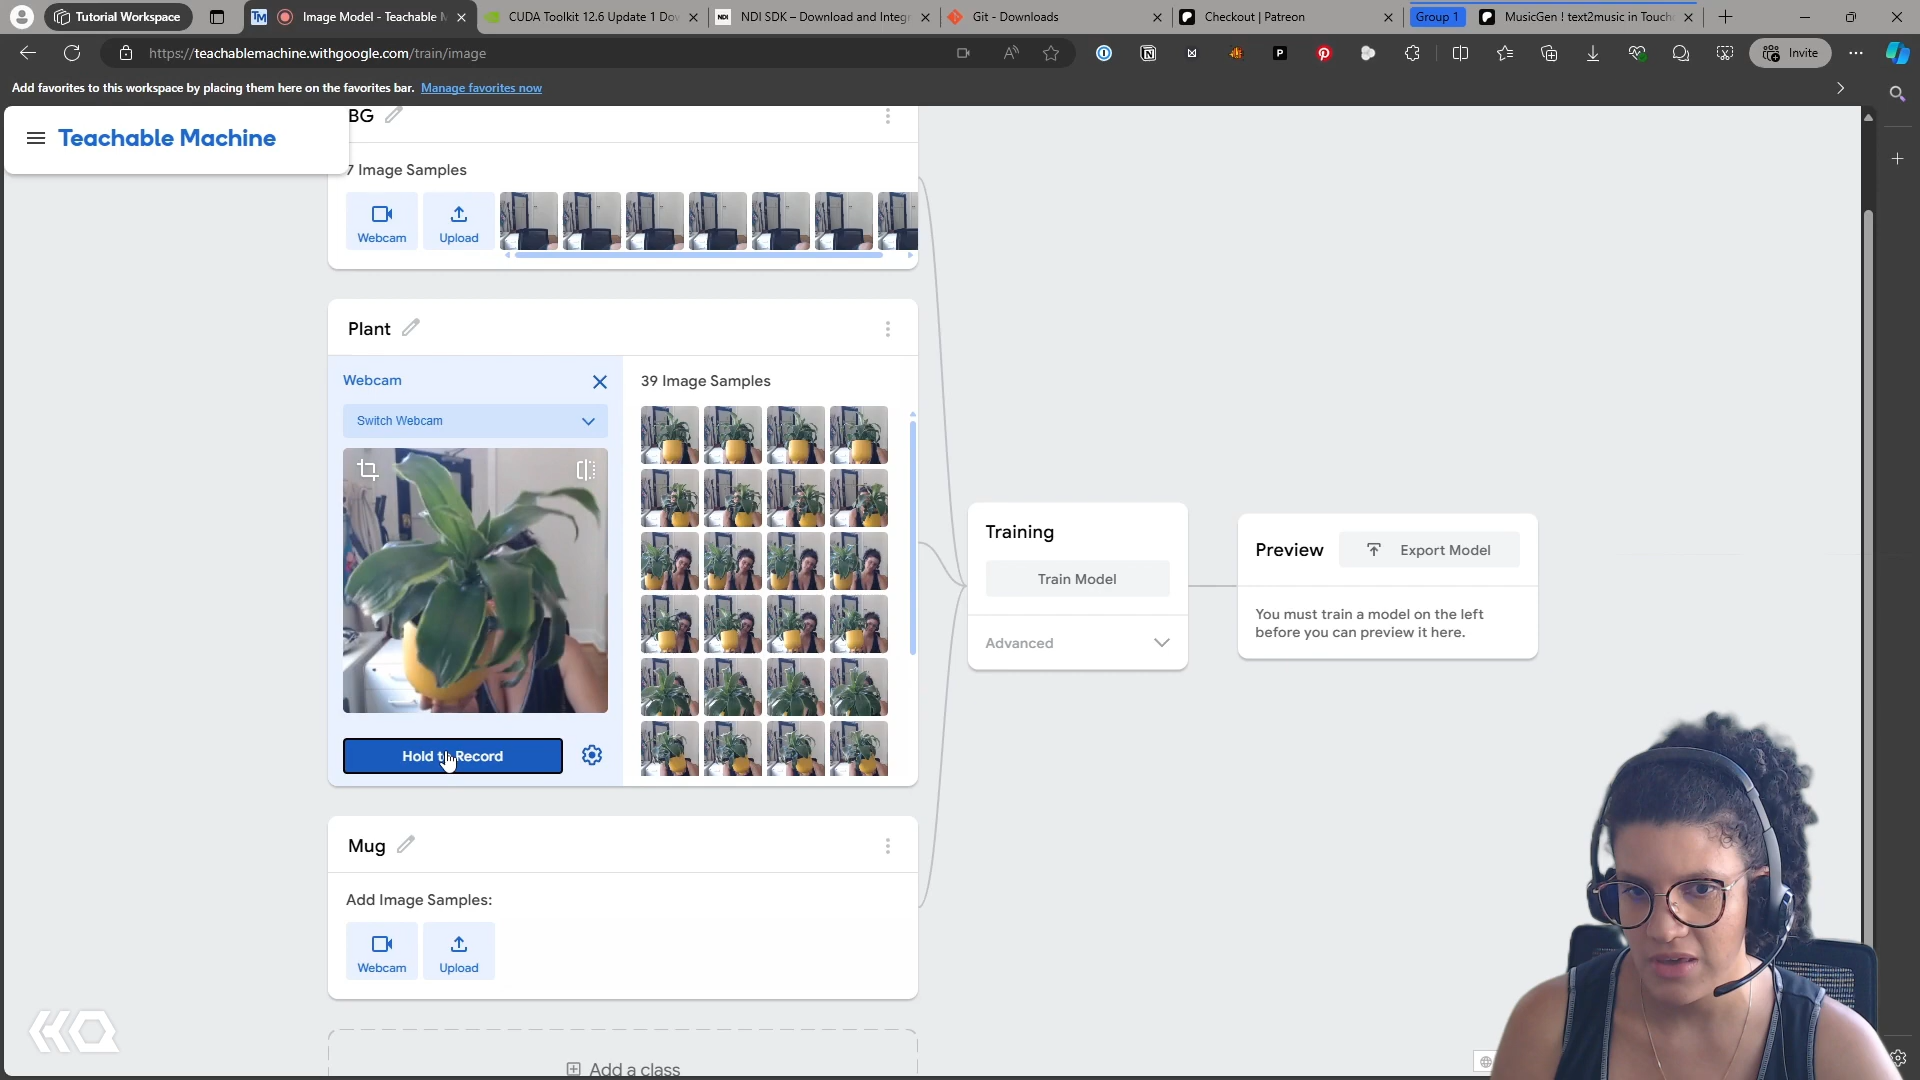 Tutorial Workspace
Image Model - Teachable M
CUDA Toolkit 12.6 Update 1 Dow
NDI SDK – Download and Integr
Git - Downloads
Checkout | Patreon
Group 1
MusicGen ! text2music in Touch
https://teachablemachine.withgoogle.com/train/image
Invite
Add favorites to this workspace by placing them here on the favorites bar. Manage favorites now
Teachable Machine
BG
7 Image Samples
Webcam
Upload
Plant
Webcam
39 Image Samples
Switch Webcam
Hold to Record
Training
Train Model
Advanced
Preview
Export Model
You must train a model on the left
before you can preview it here.
Mug
Add Image Samples:
Webcam
Upload
Add a class